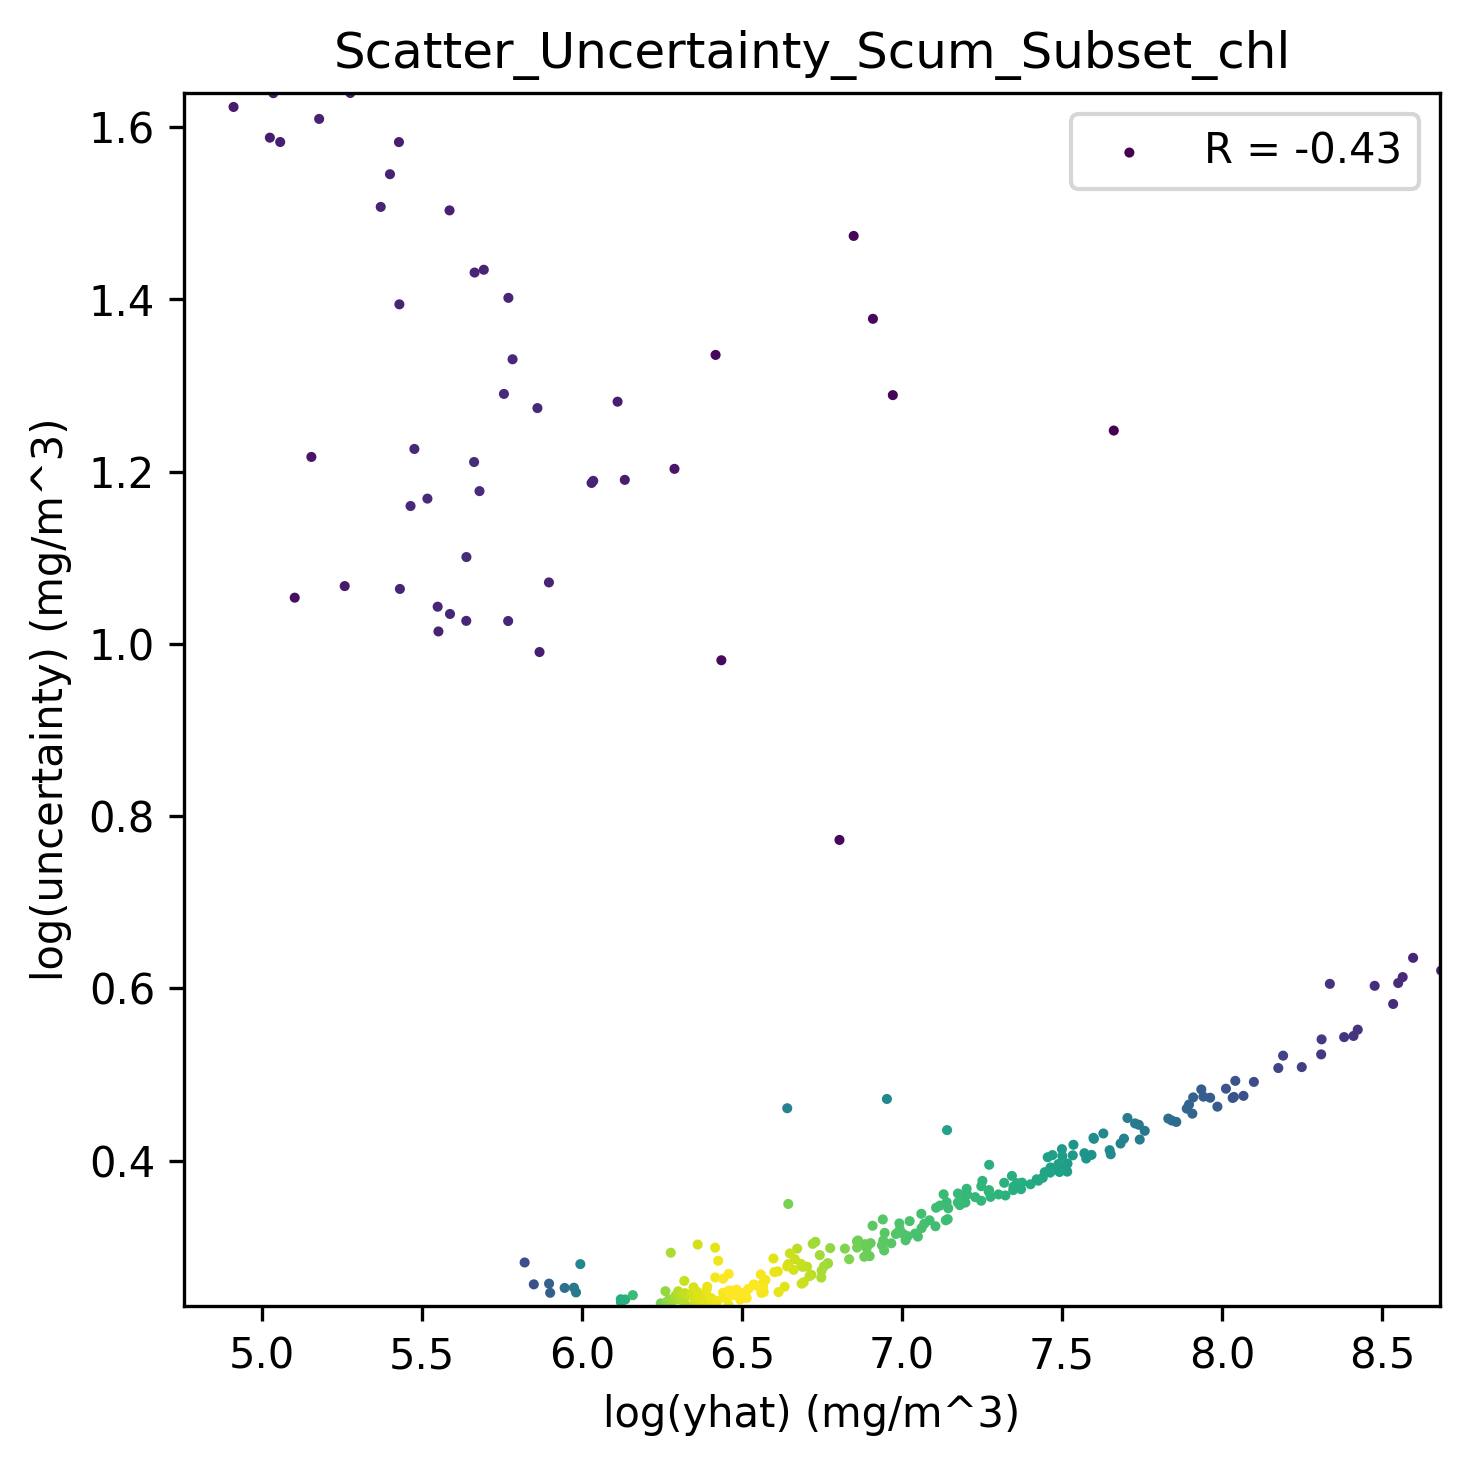 Scatter_Uncertainty_Scum_Subset_chl
R = -0.43
log(uncertainty) (mg/m^3)
1.6
1.4
1.2
1.0
0.8
0.6
0.4
5.0 5.5 6.0 6.5 7.0 7.5 8.0 8.5
log(yhat) (mg/m^3)